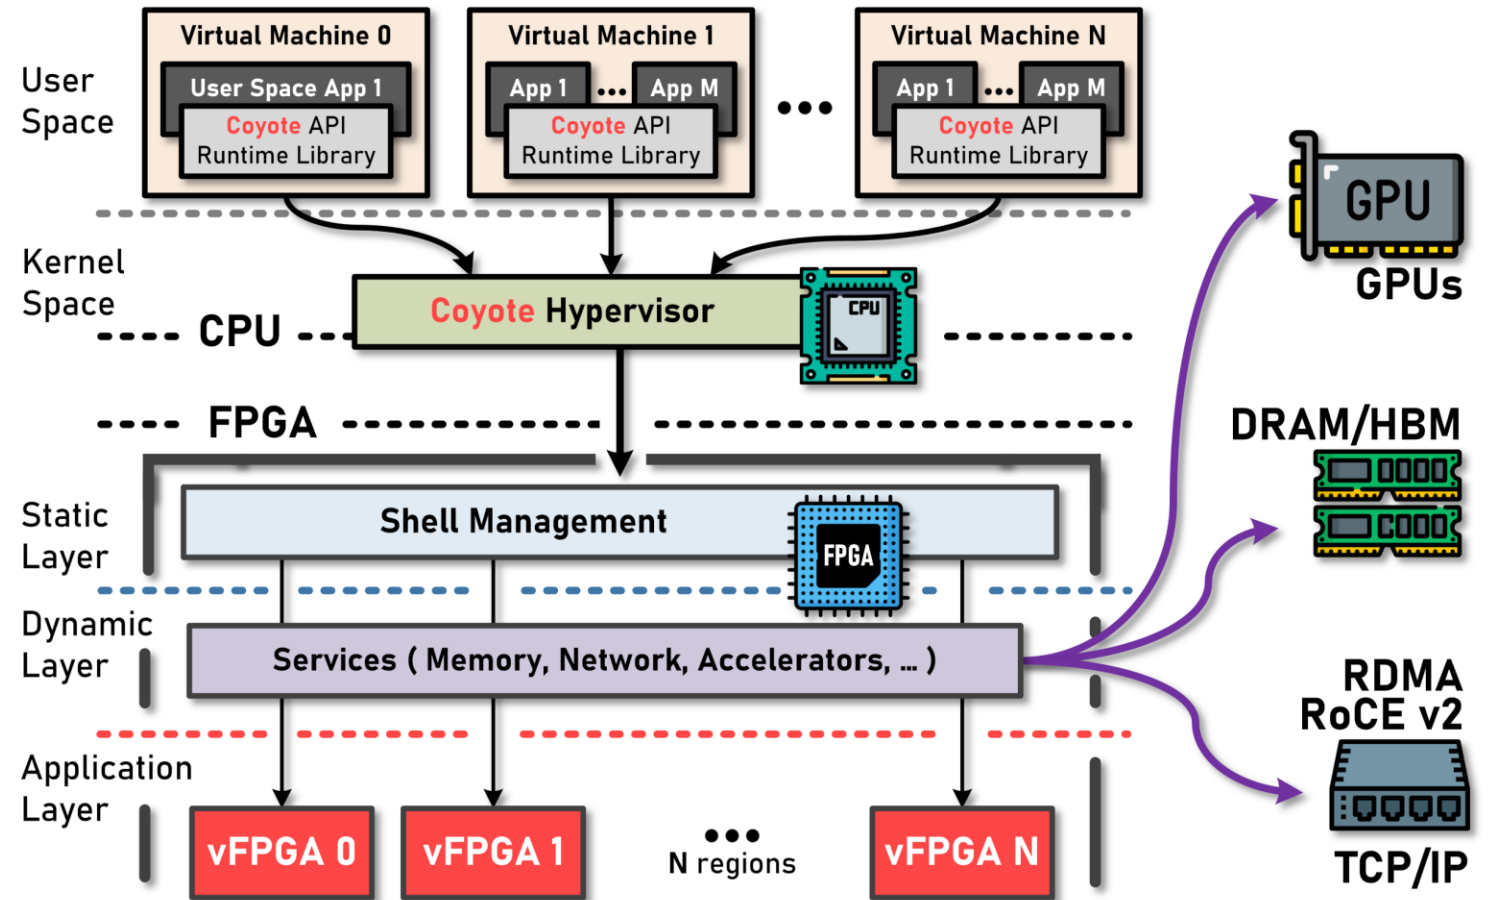 User
Space
Virtual Machine 0
User Space App 1
Coyote API
Runtime Library
Virtual Machine 1
App 1 ... App M
Coyote API
Runtime Library
...
Virtual Machine N
App 1 ... App M
Coyote API
Runtime Library
Kernel
Space
Coyote Hypervisor
CPU
CPU
FPGA
Static
Layer
Shell Management
FPGA
Dynamic
Layer
Services ( Memory, Network, Accelerators, ... )
Application
Layer
vFPGA 0
vFPGA 1
...
N regions
vFPGA N
GPU
GPUs
DRAM/HBM
RDMA
RoCE v2
TCP/IP